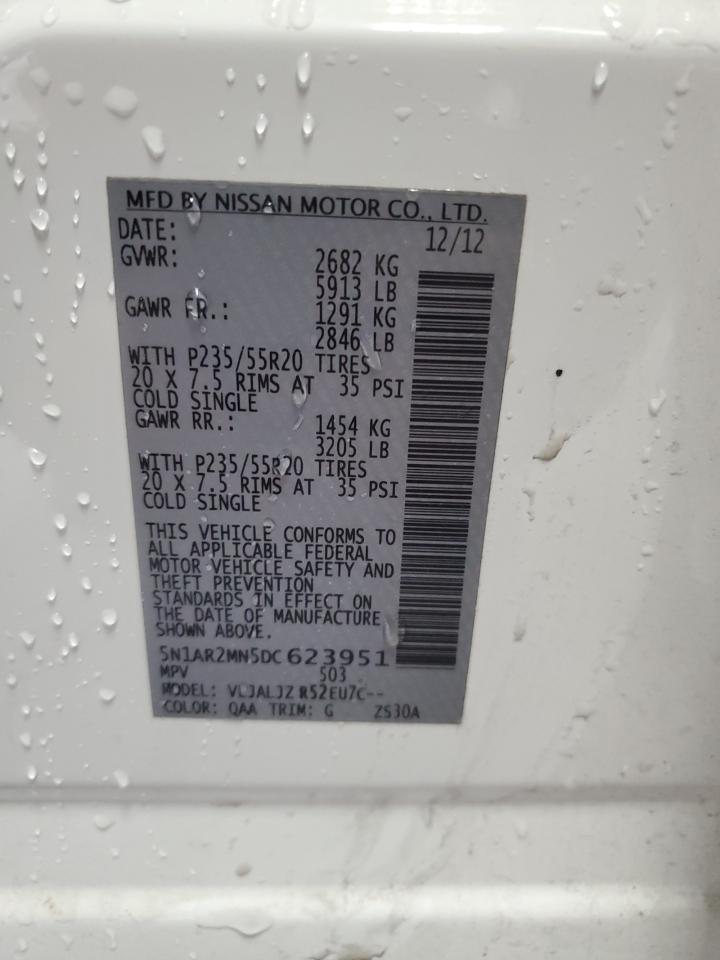 MFD BY NISSAN MOTOR CO., LTD.
DATE: 12/12
GVWR: 2682 KG
5913 LB
GAWR FR.: 1291 KG
2846 LB
WITH P235/55R20 TIRES
20 X 7.5 RIMS AT 35 PSI
COLD SINGLE
GAWR RR.: 1454 KG
3205 LB
WITH P235/55R20 TIRES
20 X 7.5 RIMS AT 35 PSI
COLD SINGLE
THIS VEHICLE CONFORMS TO
ALL APPLICABLE FEDERAL
MOTOR VEHICLE SAFETY AND
THEFT PREVENTION
STANDARDS IN EFFECT ON
THE DATE OF MANUFACTURE
SHOWN ABOVE.
5N1AR2MN5DC 623951
MPV 503
MODEL: R52EU7C--
COLOR: QAA TRIM: G ZS30A